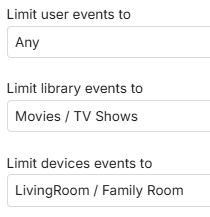 Limit user events to
Any
Limit library events to
Movies / TV Shows
Limit devices events to
LivingRoom / Family Room